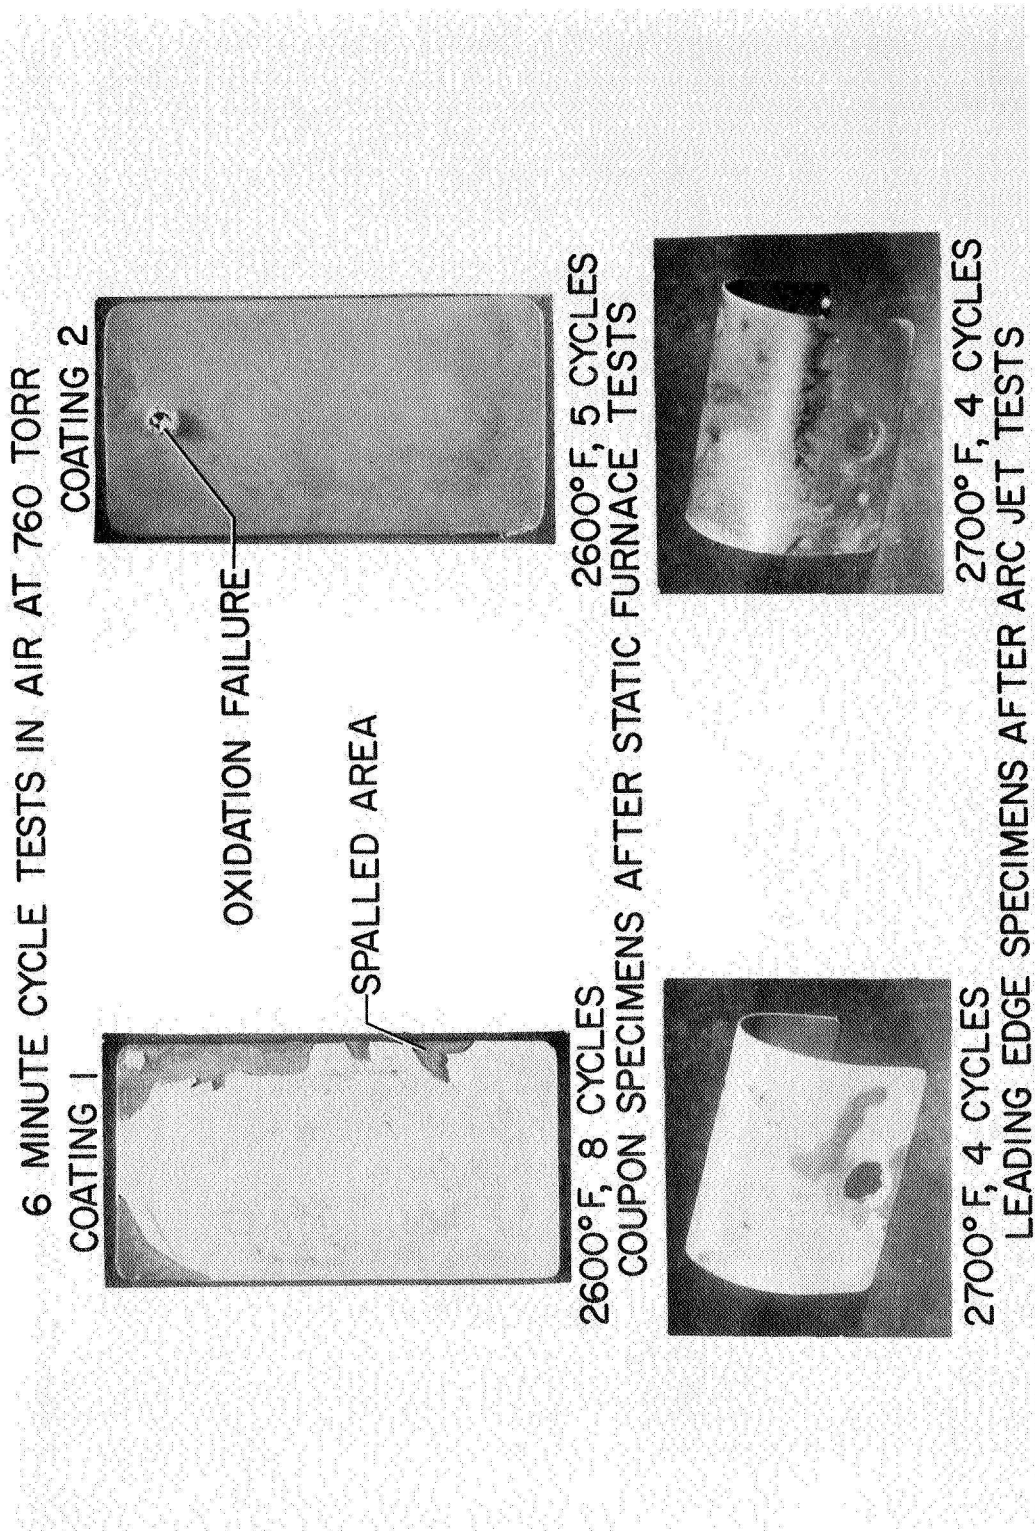 6 MINUTE CYCLE TESTS IN AIR AT 760 TORR
COATING 1
COATING 2
OXIDATION FAILURE
SPALLED AREA
2600°F, 8 CYCLES
2600°F, 5 CYCLES
COUPON SPECIMENS AFTER STATIC FURNACE TESTS
2700°F, 4 CYCLES
2700°F, 4 CYCLES
LEADING EDGE SPECIMENS AFTER ARC JET TESTS